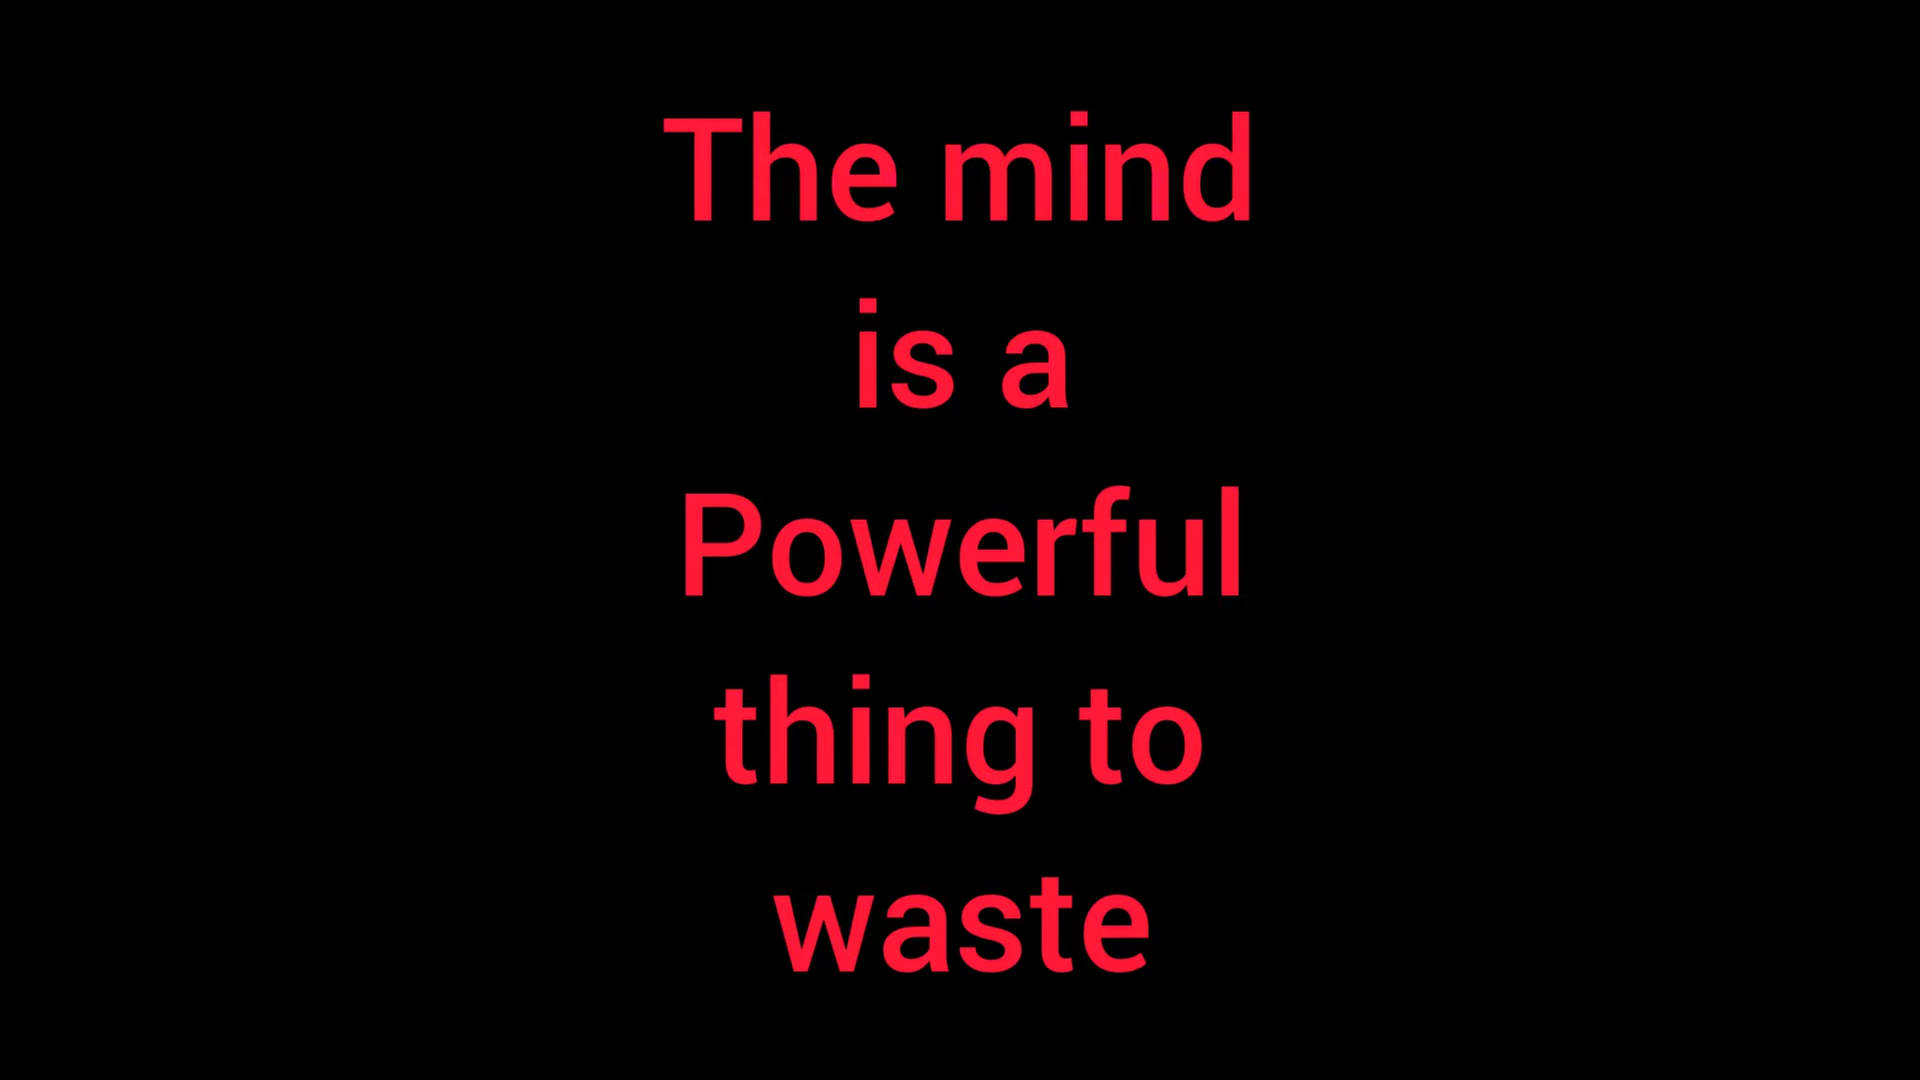 The mind
is a
Powerful
thing to
waste